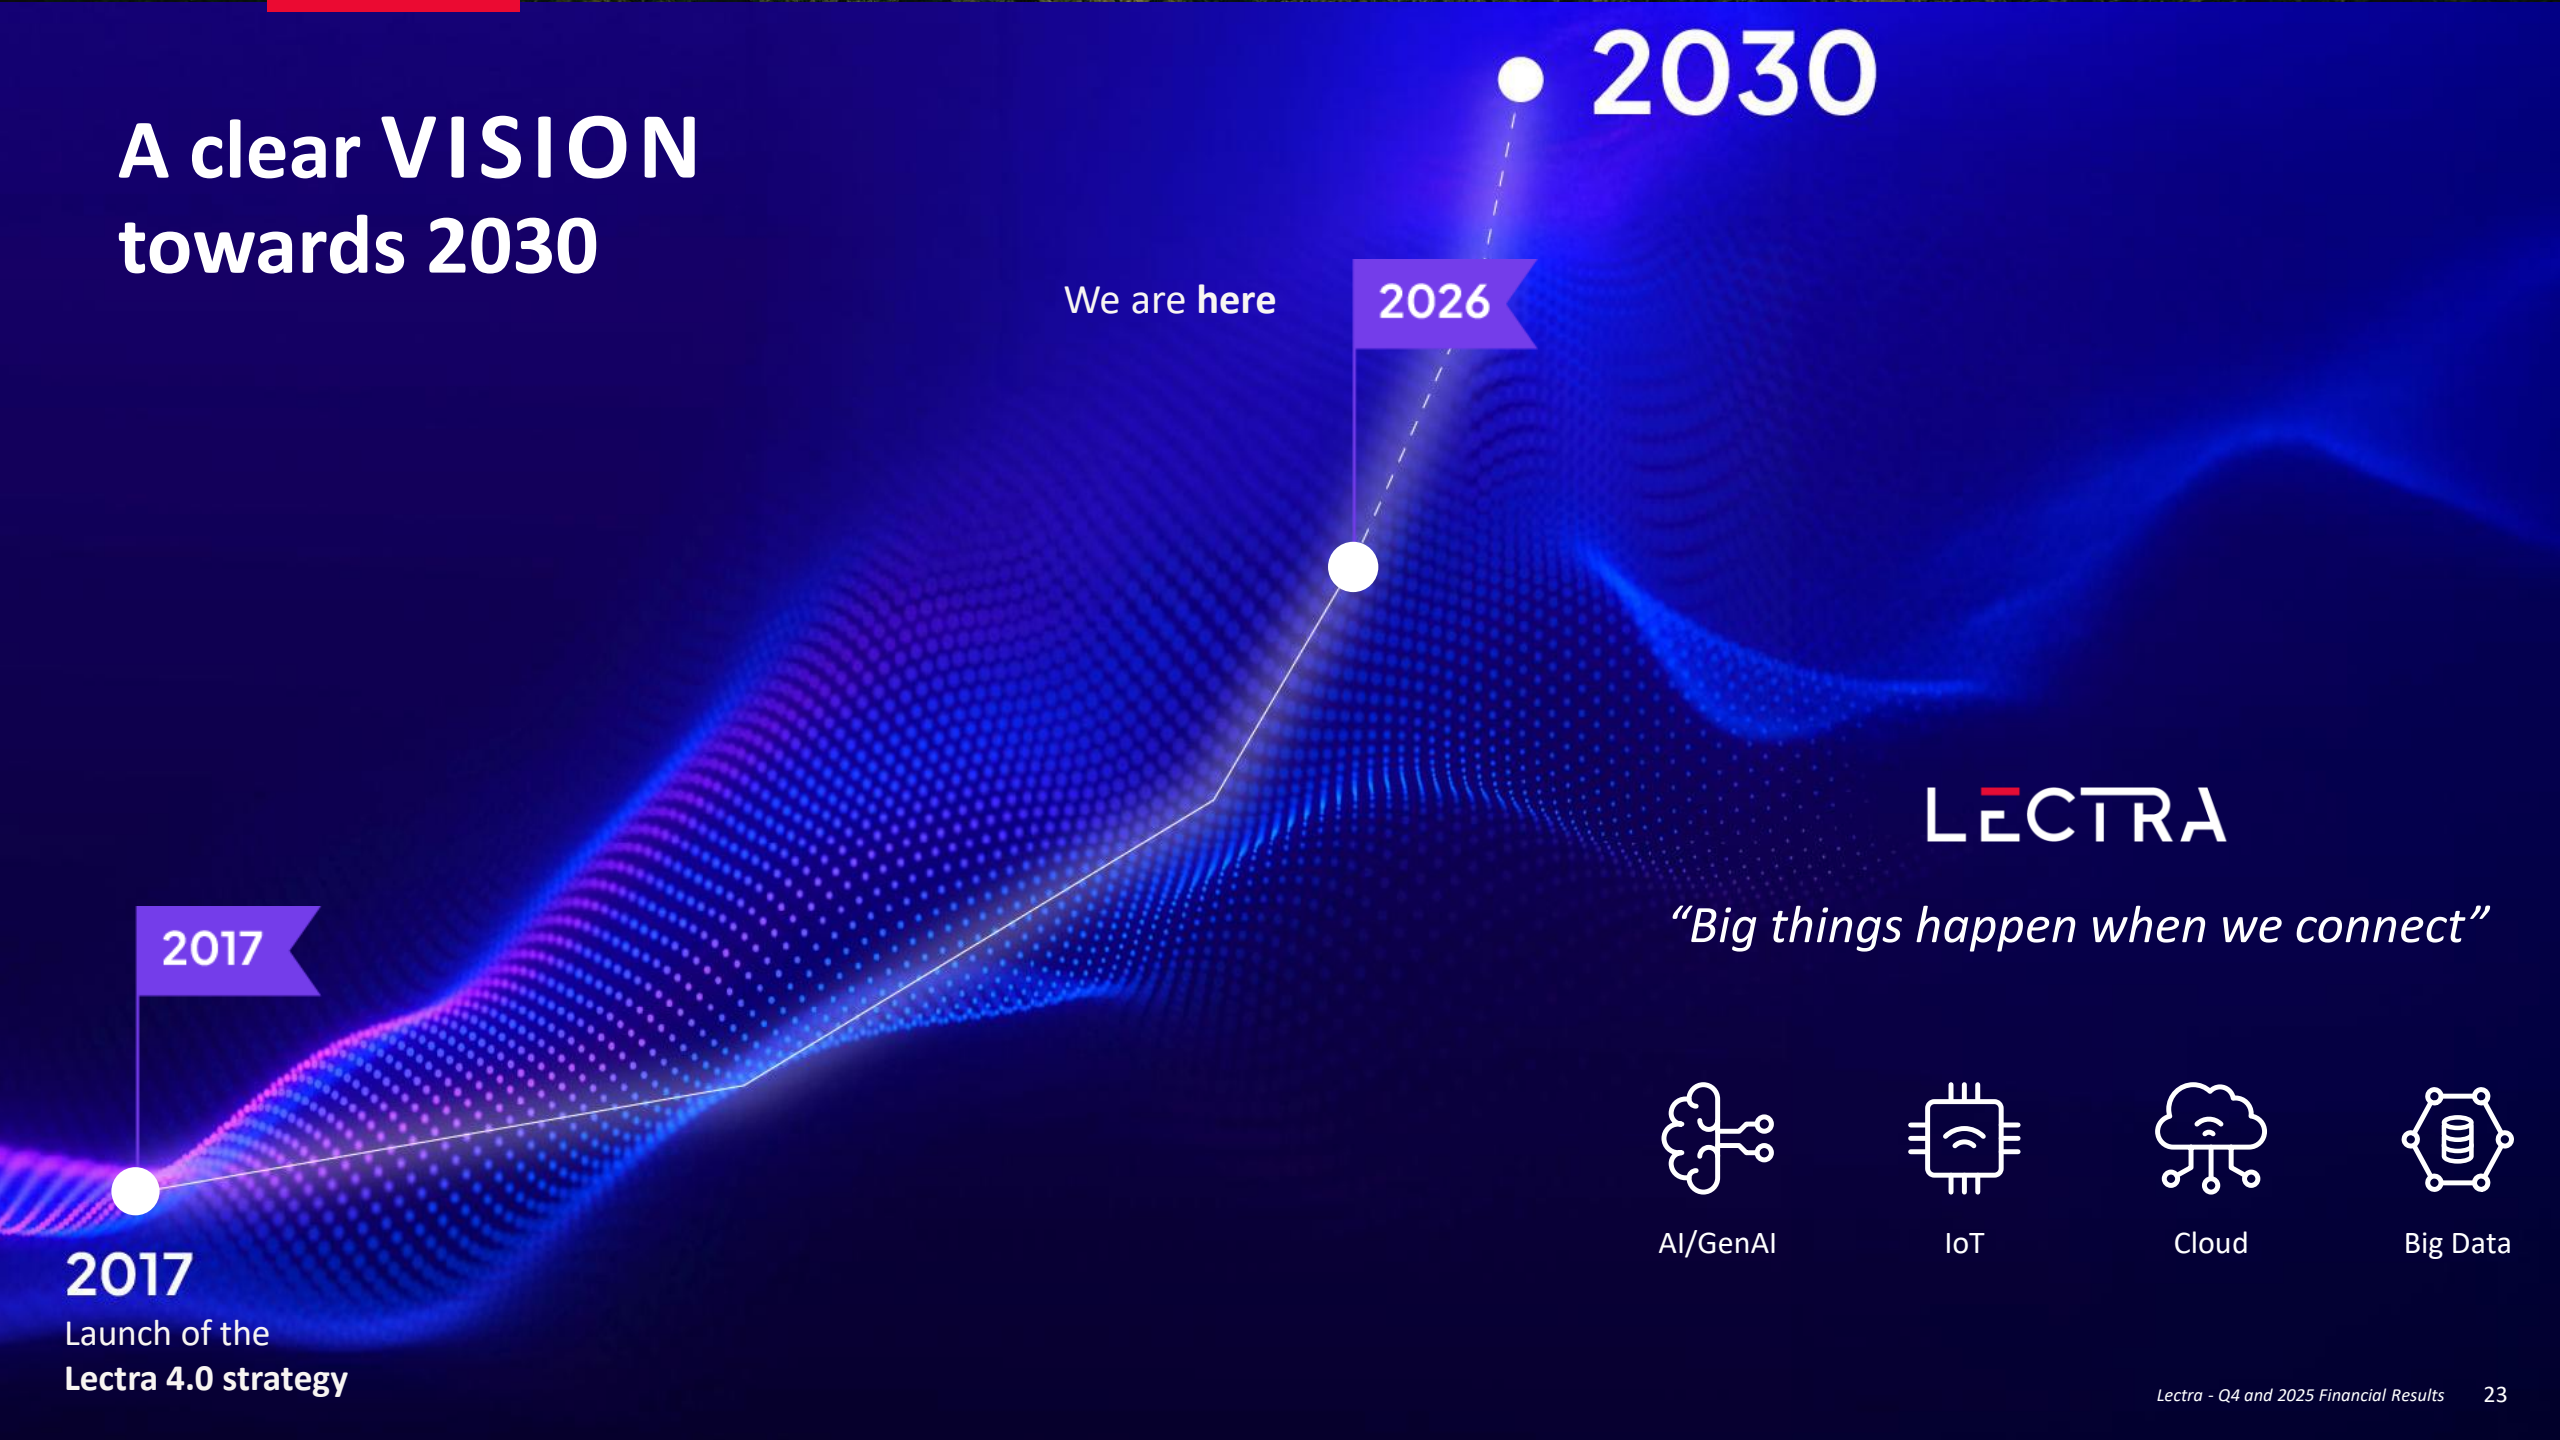 A clear VISION
towards 2030
2030
We are here
2026
2017
2017
Launch of the
Lectra 4.0 strategy
LECTRA
“Big things happen when we connect”
AI/GenAI
IoT
Cloud
Big Data
Lectra - Q4 and 2025 Financial Results
23